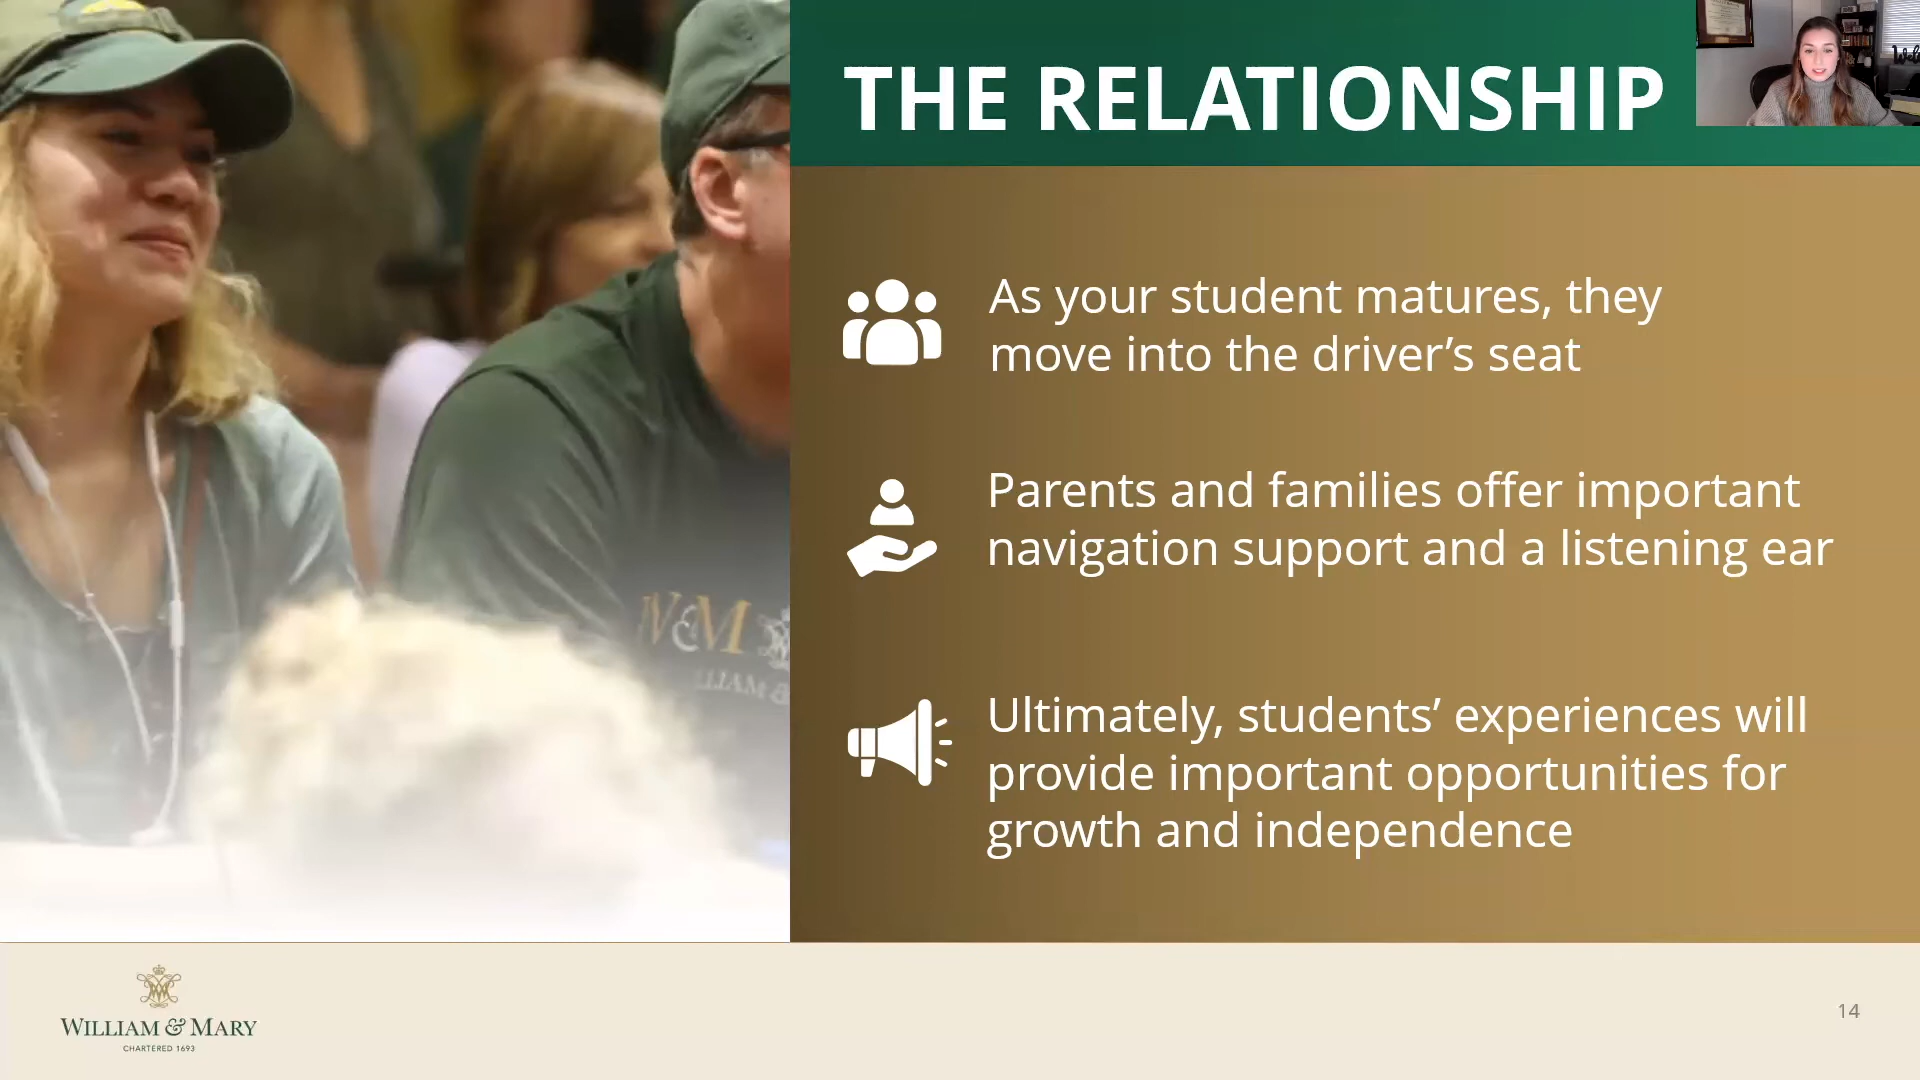 THE RELATIONSHIP
As your student matures, they
move into the driver’s seat
Parents and families offer important
navigation support and a listening ear
Ultimately, students’ experiences will
provide important opportunities for
growth and independence
W&M
WILLIAM & MARY
CHARTERED 1693
14